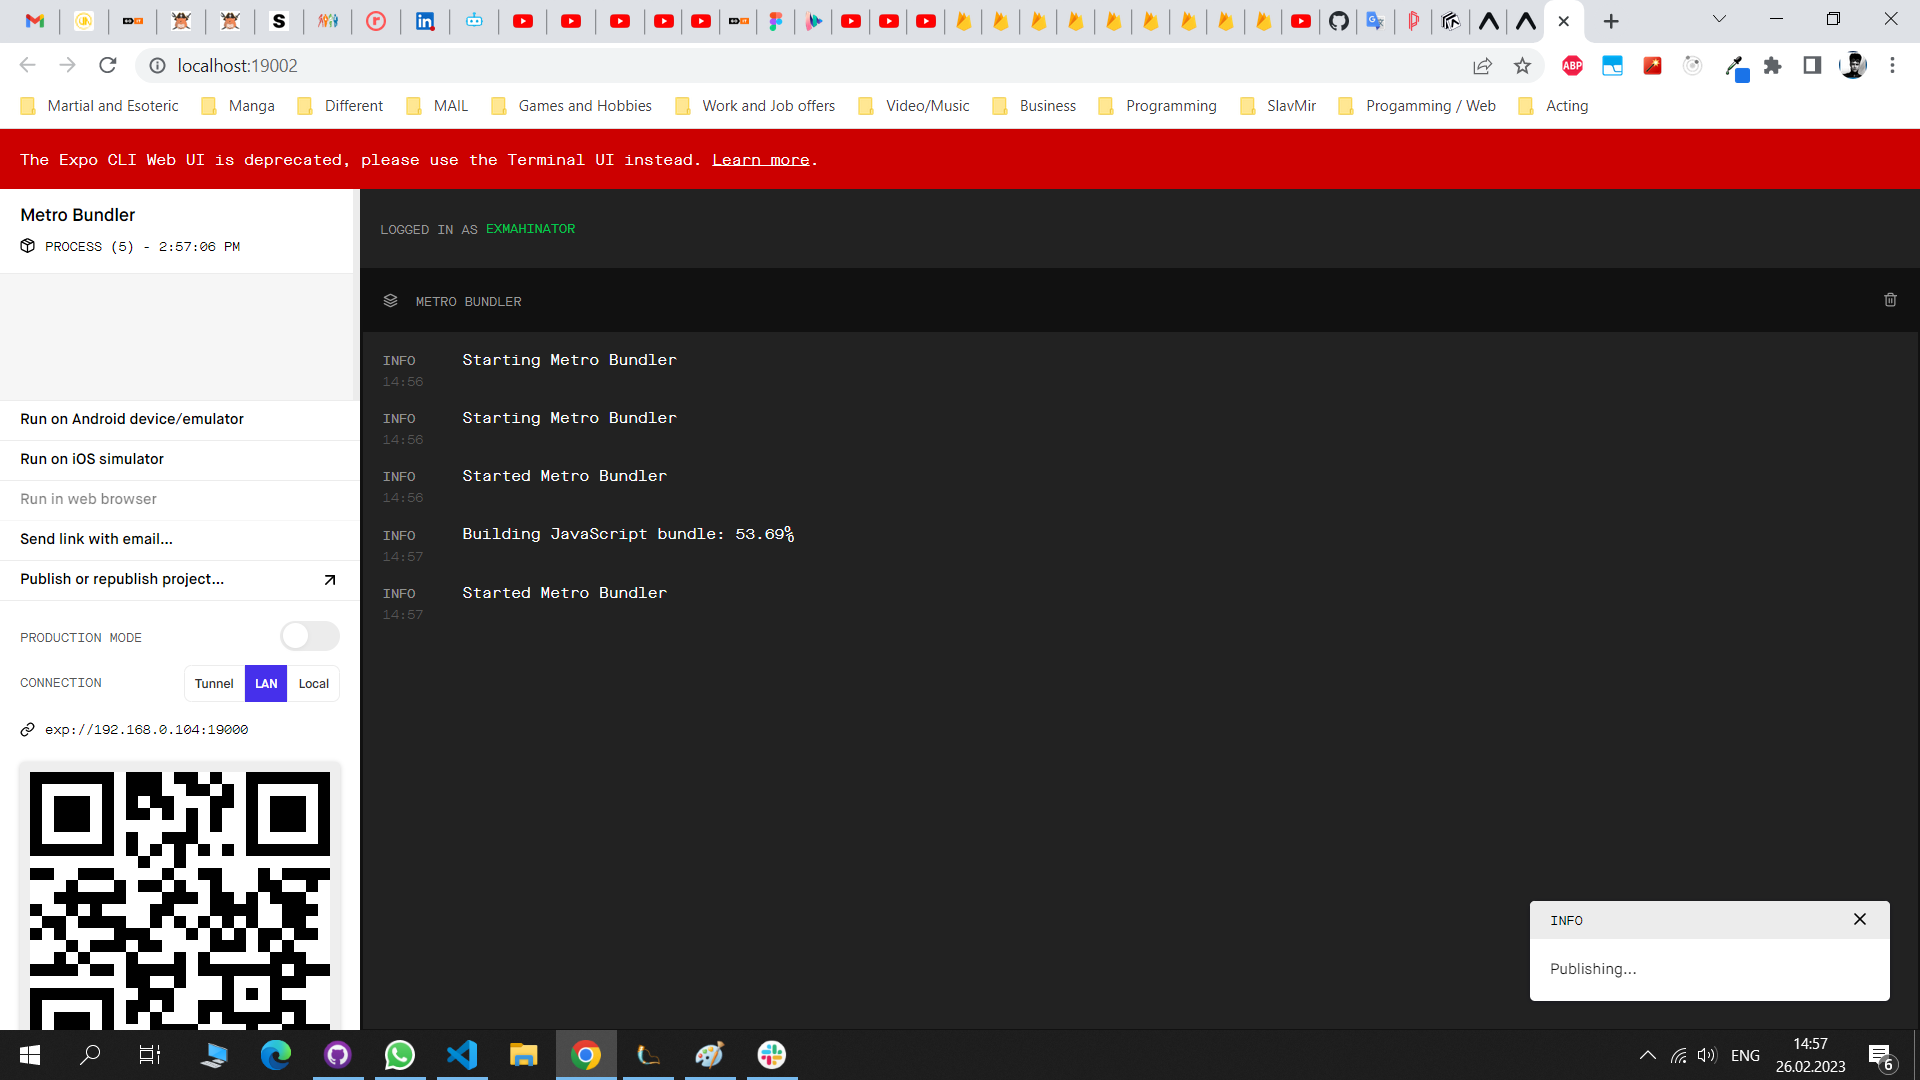 localhost:19002
Martial and Esoteric Manga Different MAIL Games and Hobbies Work and Job offers Video/Music Business Programming SlavMir Progamming / Web Acting
The Expo CLI Web UI is deprecated, please use the Terminal UI instead. Learn more.
Metro Bundler
PROCESS (5) - 2:57:06 PM
Run on Android device/emulator
Run on iOS simulator
Run in web browser
Send link with email...
Publish or republish project...
PRODUCTION MODE
CONNECTION Tunnel LAN Local
exp://192.168.0.104:19000
LOGGED IN AS EXMAHINATOR
METRO BUNDLER
INFO Starting Metro Bundler
14:56
INFO Starting Metro Bundler
14:56
INFO Started Metro Bundler
14:56
INFO Building JavaScript bundle: 53.69%
14:57
INFO Started Metro Bundler
14:57
INFO
Publishing...
ENG
14:57
26.02.2023
6
ABP